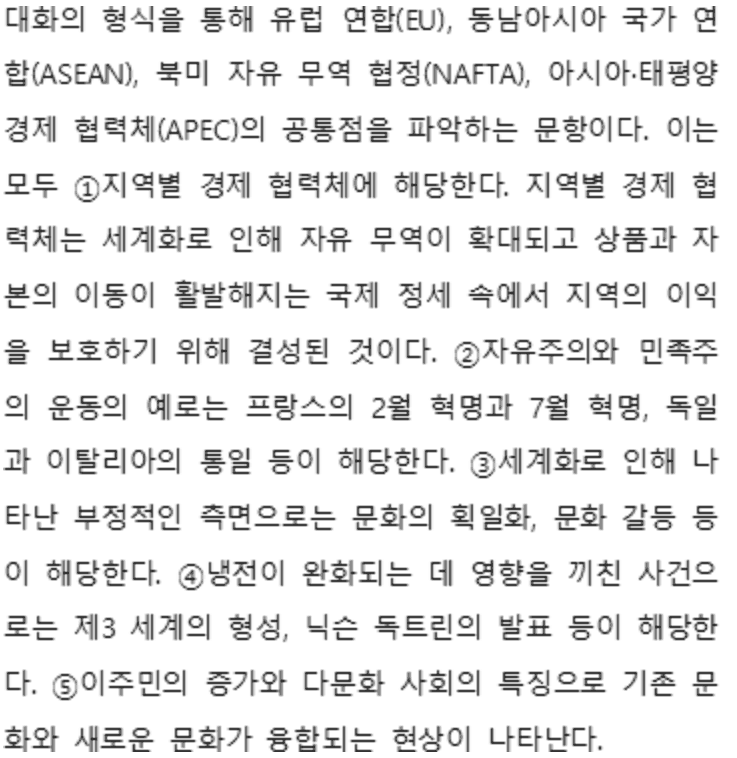 대화의 형식을 통해 유럽 연합(EU), 동남아시아 국가 연
합(ASEAN), 북미 자유 무역 협정(NAFTA), 아시아·태평양
경제 협력체(APEC)의 공통점을 파악하는 문항이다. 이는
모두 ①지역별 경제 협력체에 해당한다. 지역별 경제 협
력체는 세계화로 인해 자유 무역이 확대되고 상품과 자
본의 이동이 활발해지는 국제 정세 속에서 지역의 이익
을 보호하기 위해 결성된 것이다. ②자유주의와 민족주
의 운동의 예로는 프랑스의 2월 혁명과 7월 혁명, 독일
과 이탈리아의 통일 등이 해당한다. ③세계화로 인해 나
타난 부정적인 측면으로는 문화의 획일화, 문화 갈등 등
이 해당한다. ④냉전이 완화되는 데 영향을 끼친 사건으
로는 제3 세계의 형성, 닉슨 독트린의 발표 등이 해당한
다. ⑤이주민의 증가와 다문화 사회의 특징으로 기존 문
화와 새로운 문화가 융합되는 현상이 나타난다.